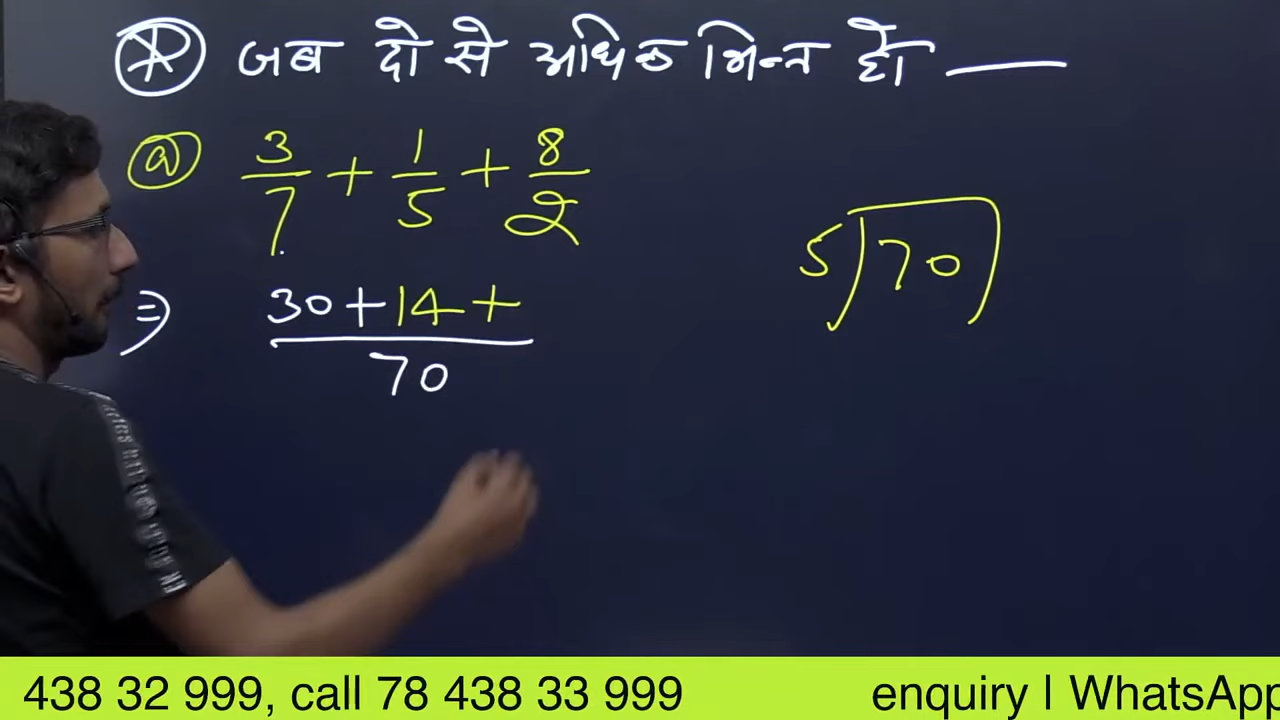 जब दो से अधिक भिन्न हों —
a 3/7 + 1/5 + 8/2
⇒ 30+14+ / 70
5)70(
438 32 999, call 78 438 33 999 enquiry | WhatsApp